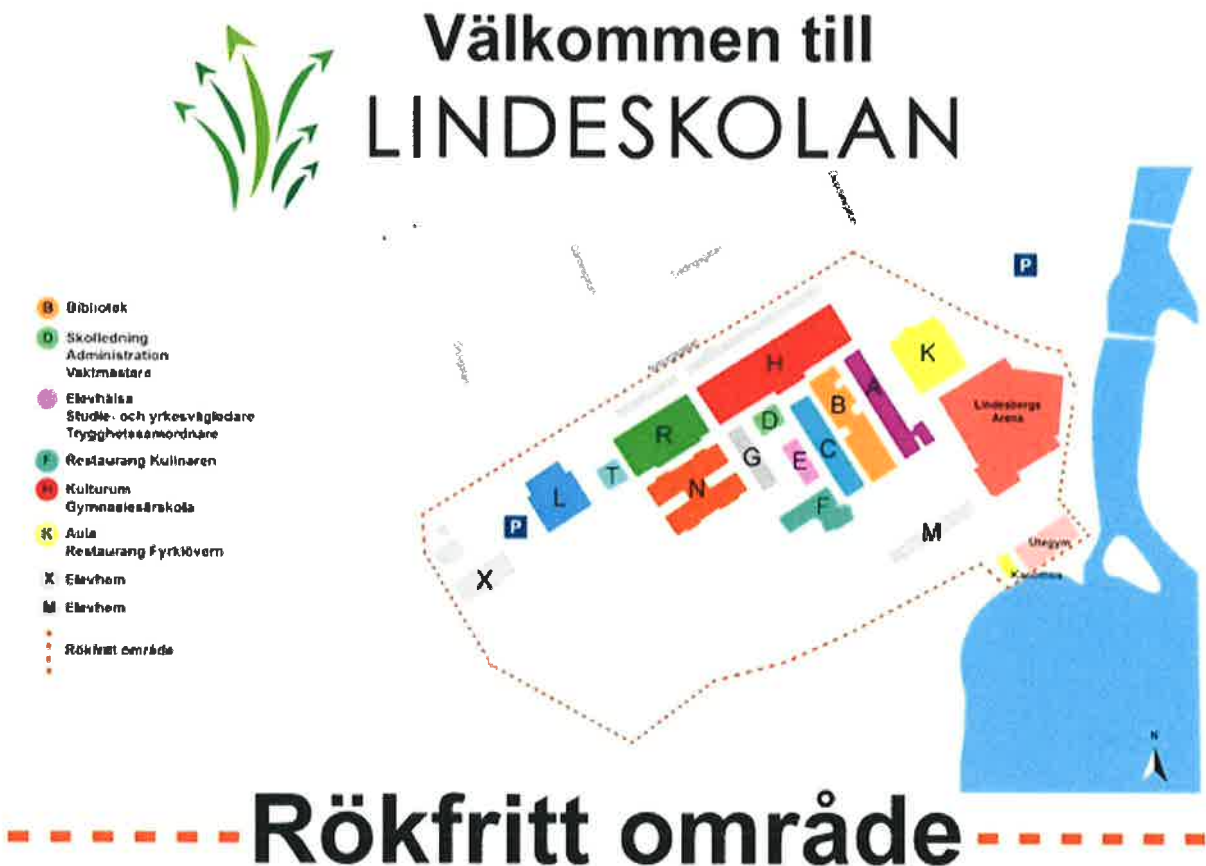 Välkommen till
LINDESKOLAN
P
B Bibliotek
D Skolledning
Administration
Vaktmästare
Elevhälsa
Studie- och yrkesvägledare
Trygghetssamordnare
F Restaurang Kulinaren
H Kulturum
Gymnasiesärskola
K Aula
Restaurang Fyrklövern
X Elevhem
M Elevhem
Rökfritt område
H
K
A
B
Lindesbergs
Arena
R
D
G
E
C
T
N
L
F
P
M
X
Utegym
N
Rökfritt område